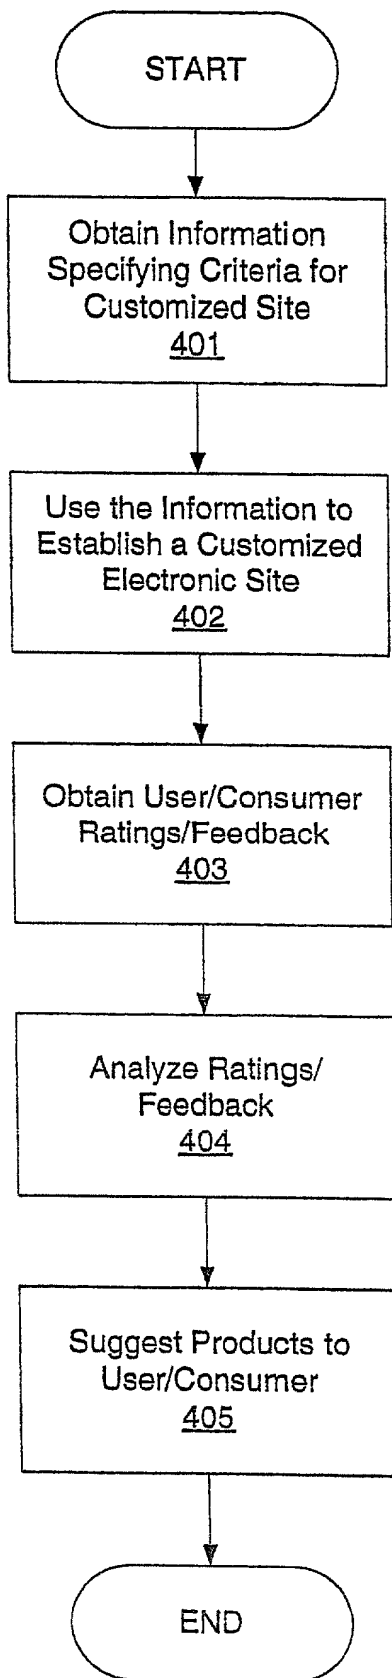 START
Obtain Information
Specifying Criteria for
Customized Site
401
Use the Information to
Establish a Customized
Electronic Site
402
Obtain User/Consumer
Ratings/Feedback
403
Analyze Ratings/
Feedback
404
Suggest Products to
User/Consumer
405
END